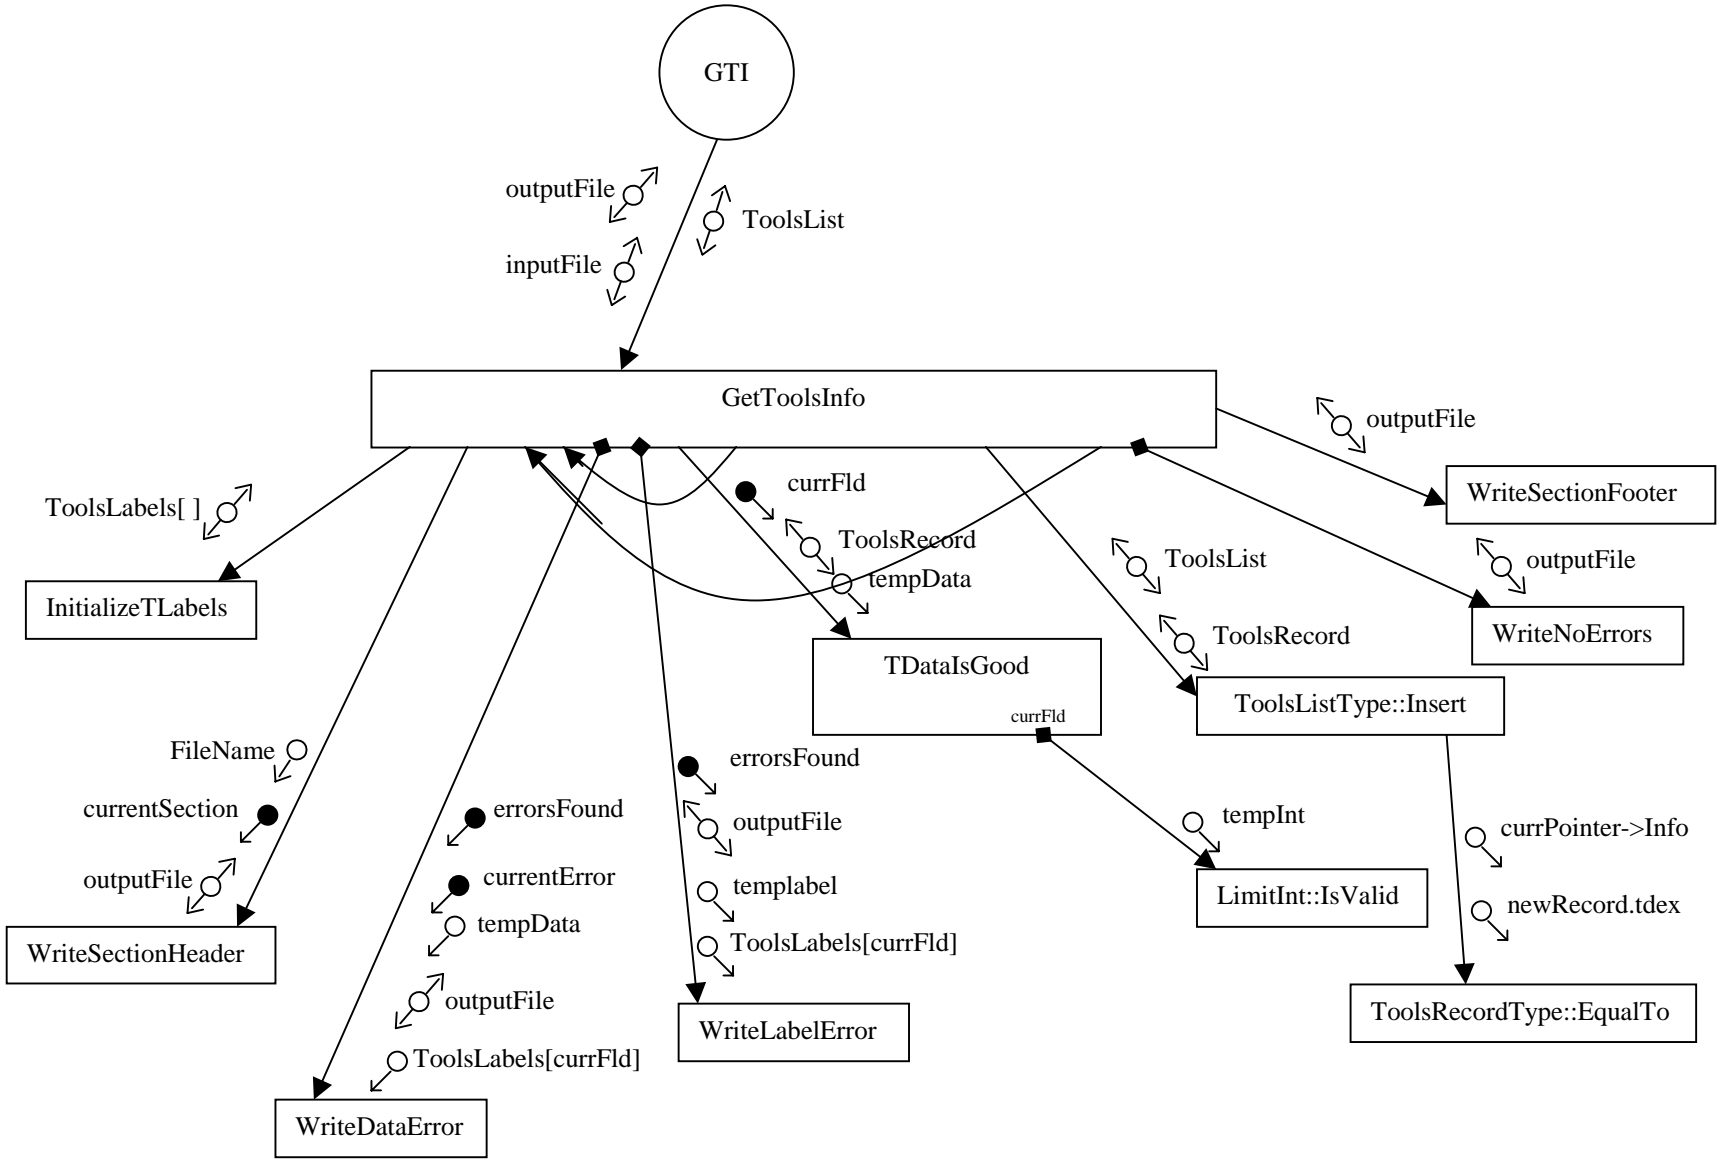 GTI
outputFile
ToolsList
inputFile
GetToolsInfo
outputFile
currFld
WriteSectionFooter
ToolsLabels[ ]
ToolsRecord
ToolsList
outputFile
tempData
InitializeTLabels
ToolsRecord
WriteNoErrors
TDataIsGood
ToolsListType::Insert
currFld
FileName
errorsFound
currentSection
errorsFound
outputFile
tempInt
currPointer->Info
outputFile
currentError
templabel
LimitInt::IsValid
newRecord.tdex
tempData
ToolsLabels[currFld]
WriteSectionHeader
outputFile
WriteLabelError
ToolsRecordType::EqualTo
ToolsLabels[currFld]
WriteDataError